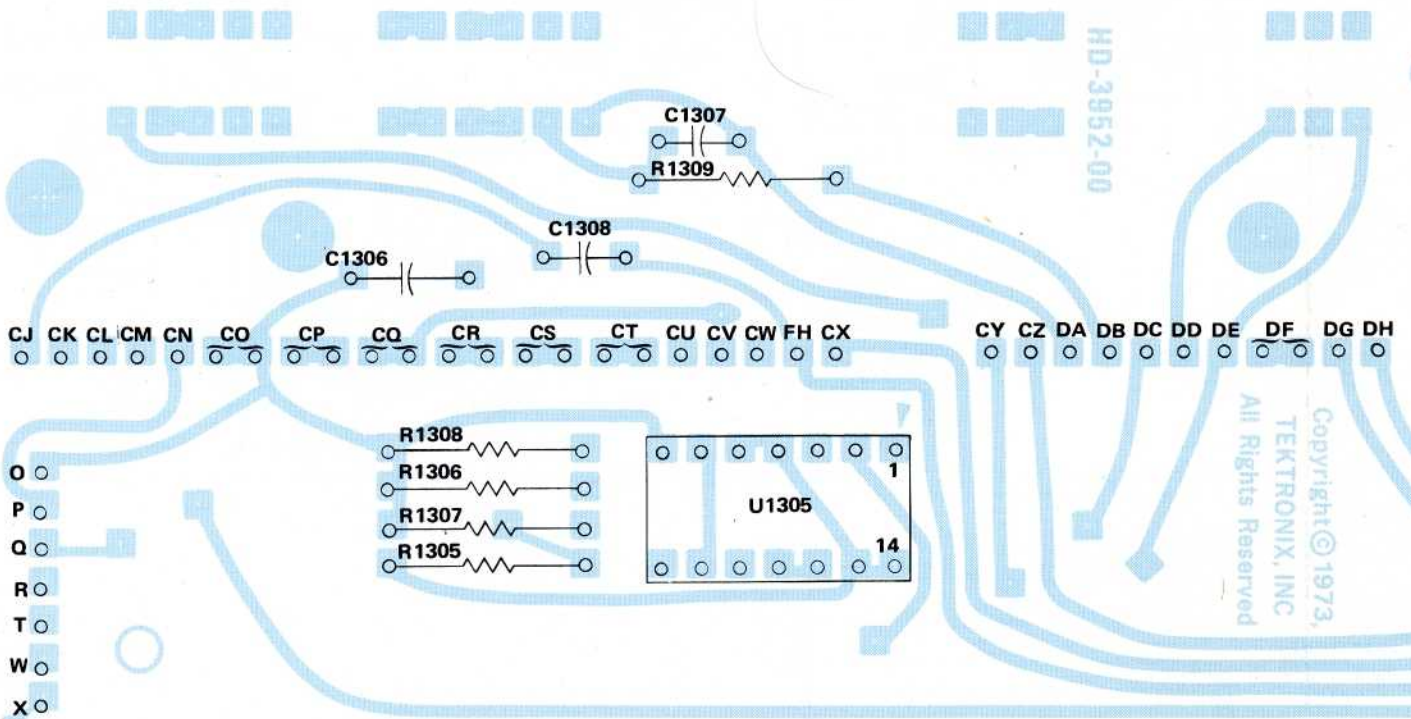 HD-3952-00
C1307
R1309
C1308
C1306
CJ CK CL CM CN CO CP CQ CR CS CT CU CV CW FH CX CY CZ DA DB DC DD DE DF DG DH
R1308
R1306
R1307
R1305
1
U1305
14
O
P
Q
R
T
W
X
Copyright © 1973,
TEKTRONIX, INC
All Rights Reserved